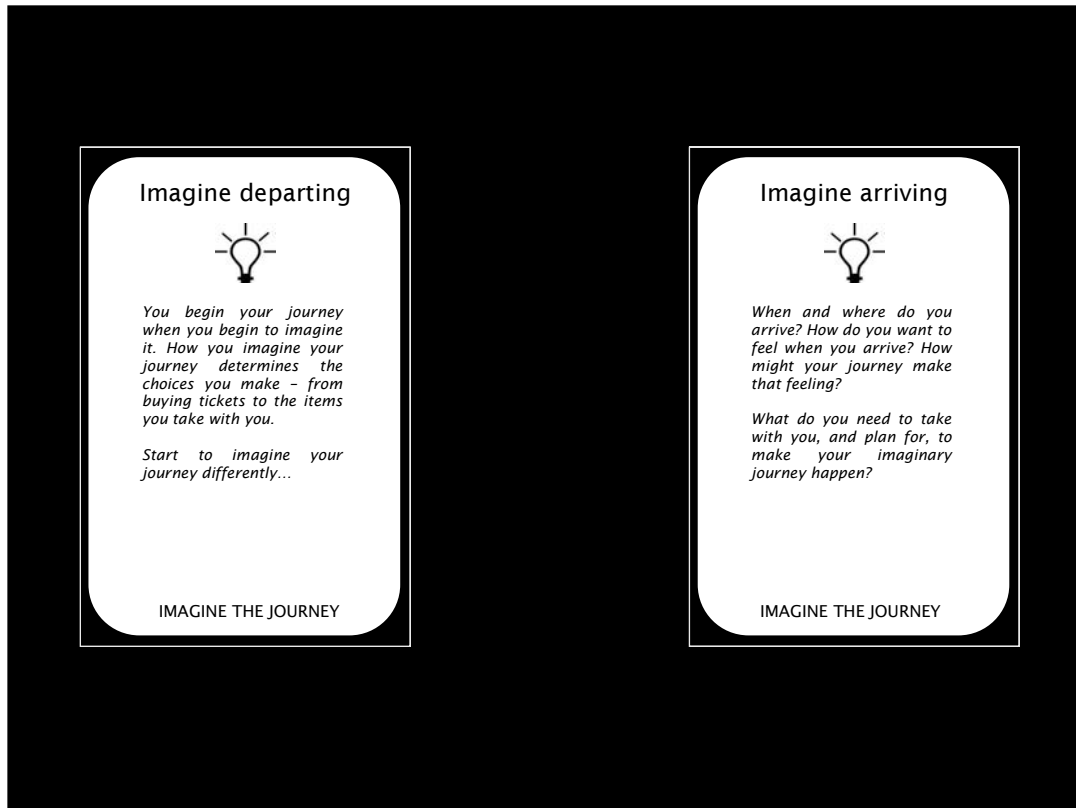 Imagine departing
You begin your journey
when you begin to imagine
it. How you imagine your
journey determines the
choices you make – from
buying tickets to the items
you take with you.
Start to imagine your
journey differently…
IMAGINE THE JOURNEY
Imagine arriving
When and where do you
arrive? How do you want to
feel when you arrive? How
might your journey make
that feeling?
What do you need to take
with you, and plan for, to
make your imaginary
journey happen?
IMAGINE THE JOURNEY